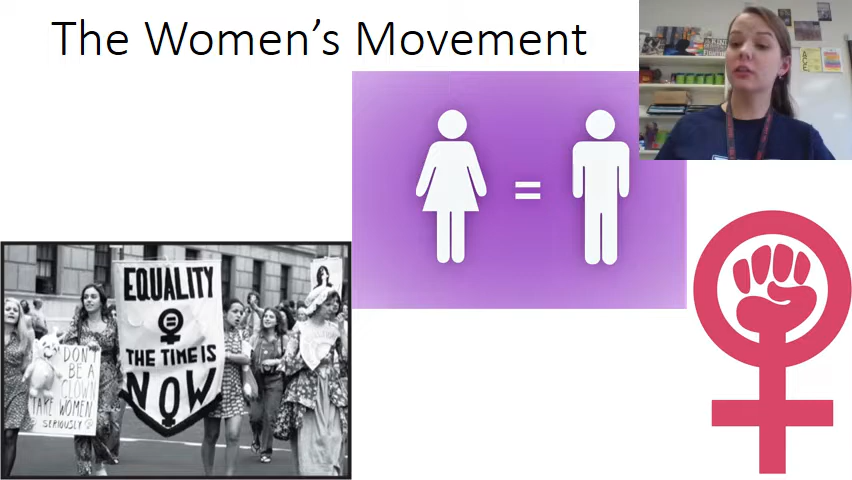 The Women's Movement
=
EQUALITY
=
THE TIME IS
NOW
DON'T
BE A
CLOWN
TAKE WOMEN
SERIOUSLY